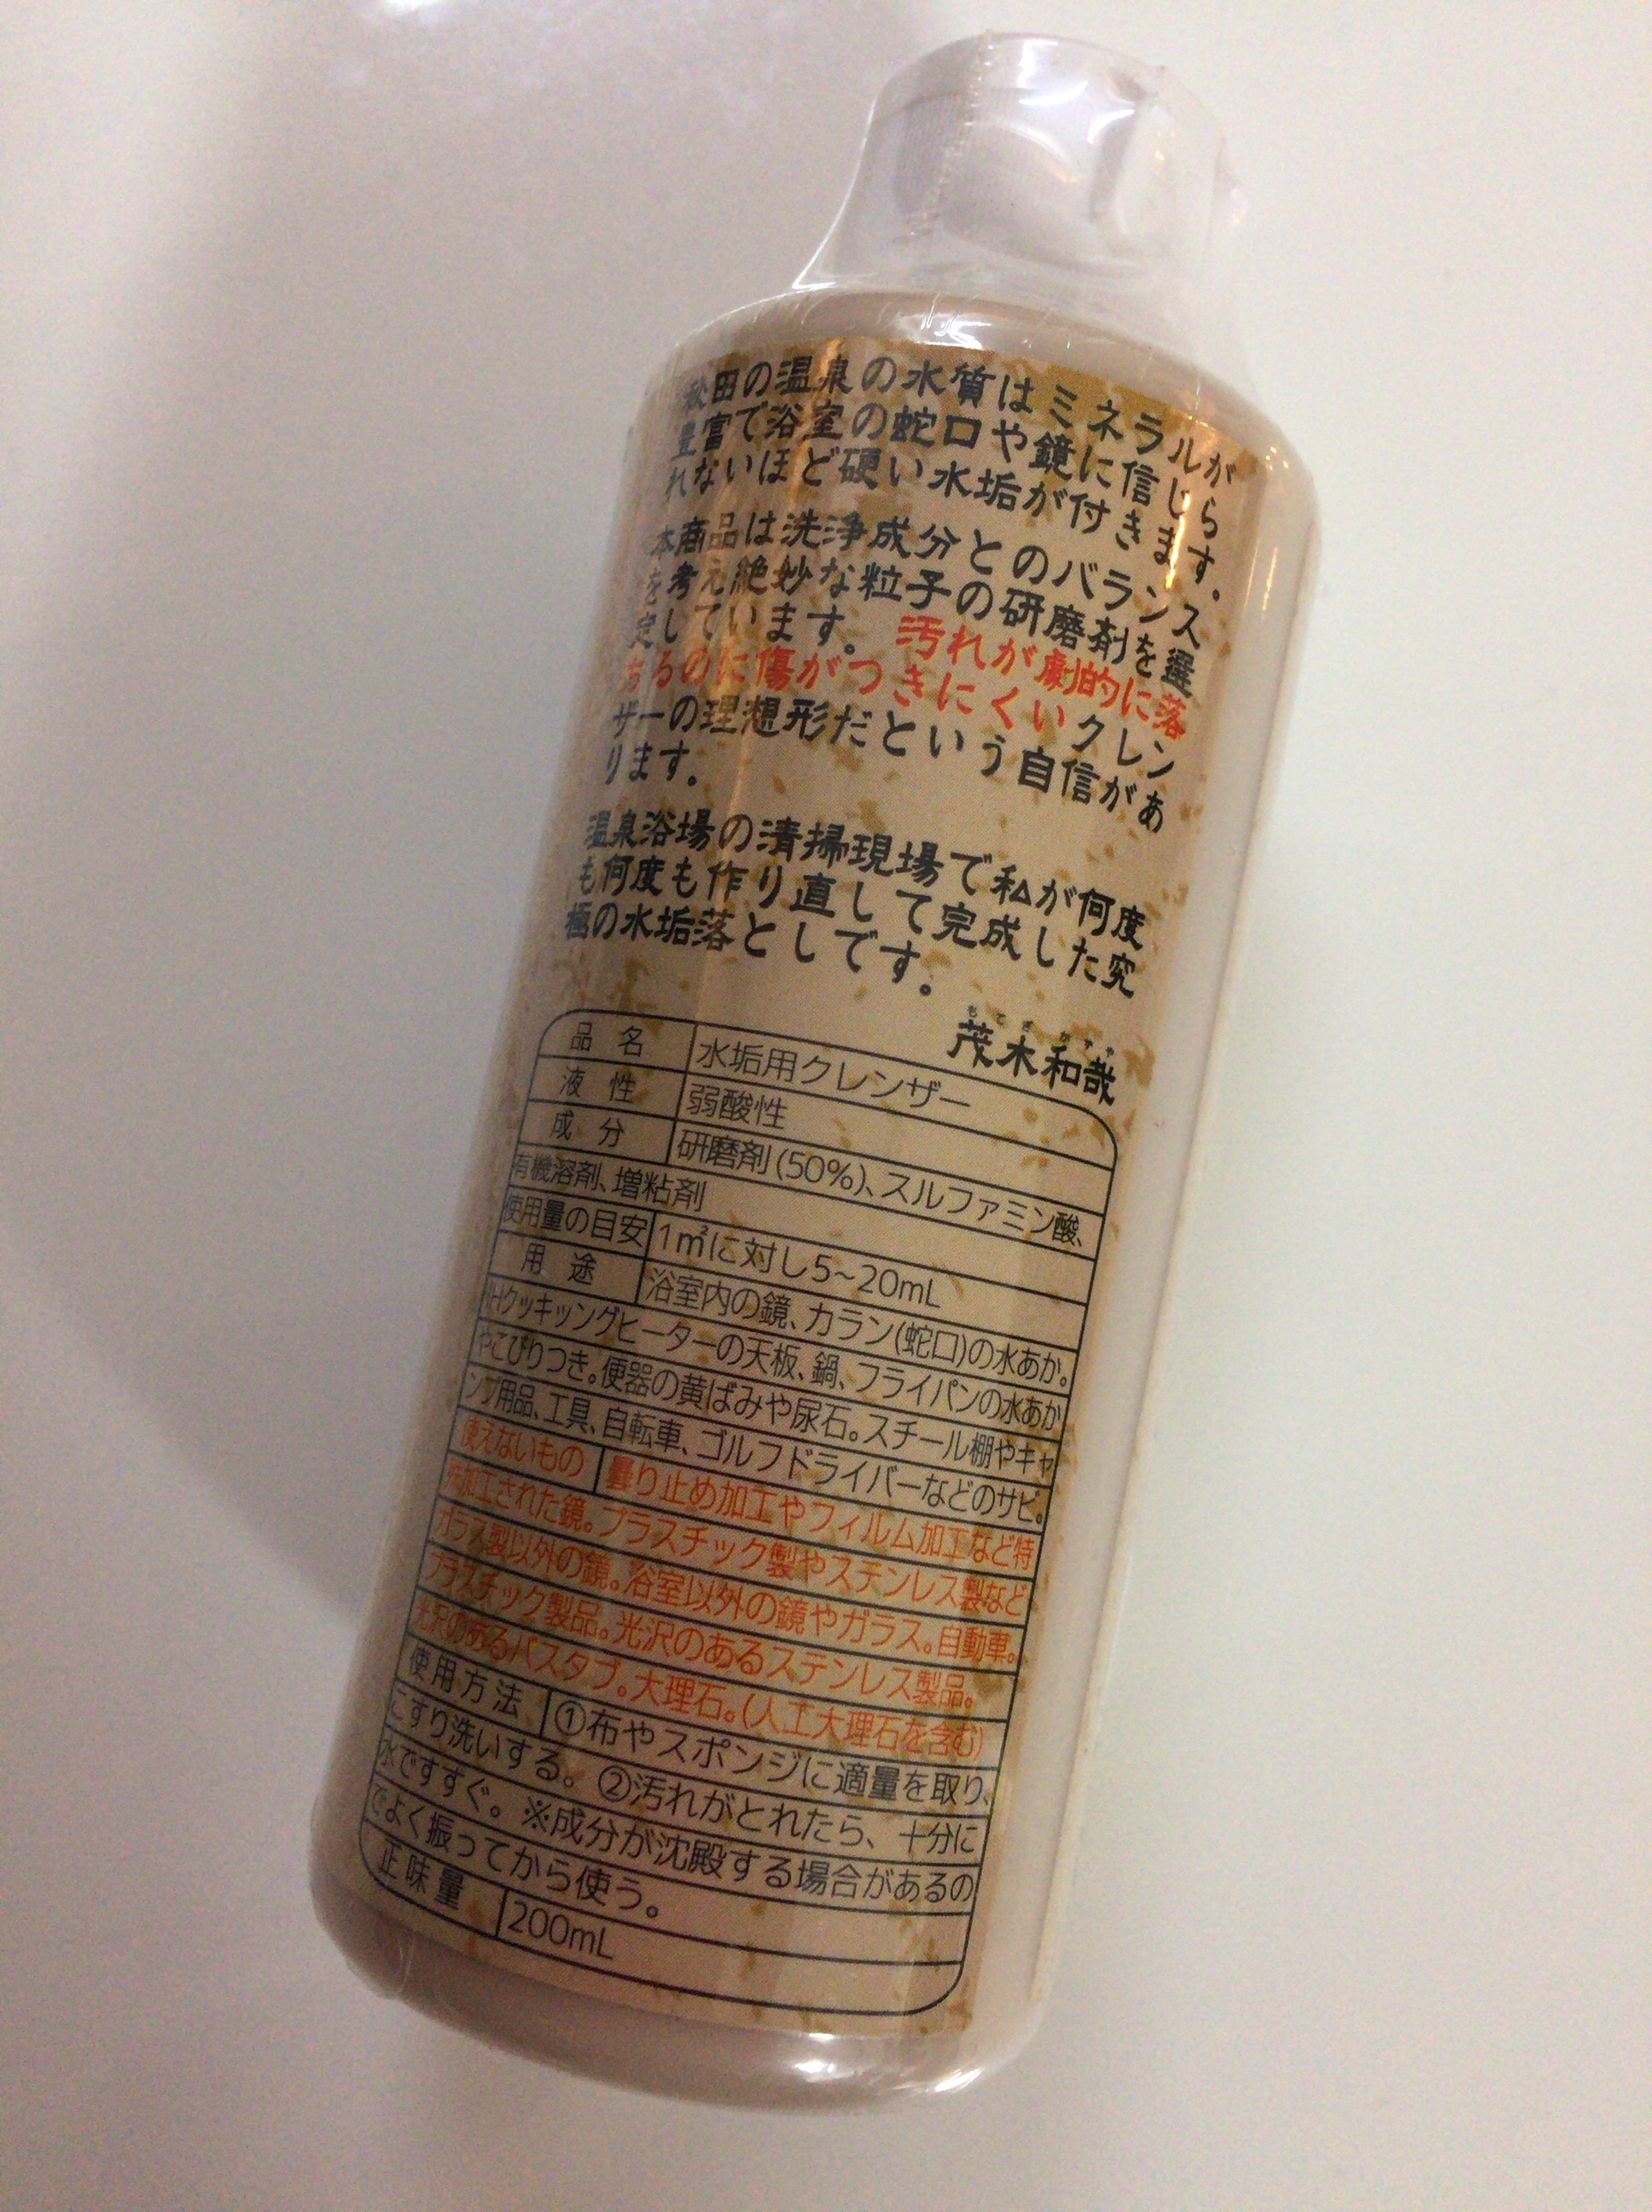 秋田の温泉の水質はミネラルが
豊富で浴室の蛇口や鏡に信じら
れないほど硬い水垢が付きます。
本商品は洗浄成分とのバランス
を考え絶妙な粒子の研磨剤を選
定しています。汚れが劇的に落
ちるのに傷がつきにくいクレン
ザーの理想形だという自信があ
ります。
温泉浴場の清掃現場で私が何度
も何度も作り直して完成した究
極の水垢落としです。
もてぎかずや
茂木和哉
品名 水垢用クレンザー
液性 弱酸性
成分 研磨剤(50%)、スルファミン酸、
有機溶剤、増粘剤
使用量の目安 1㎡に対し5~20mL
用途 浴室内の鏡、カラン(蛇口)の水あか。
IHクッキッングヒーターの天板、鍋、フライパンの水あか
やこびりつき。便器の黄ばみや尿石。スチール棚やキャ
ンプ用品、工具、自転車、ゴルフドライバーなどのサビ。
使えないもの 曇り止め加工やフィルム加工など特
殊加工された鏡。プラスチック製やステンレス製など
ガラス製以外の鏡。浴室以外の鏡やガラス。自動車。
プラスチック製品。光沢のあるステンレス製品。
光沢のあるバスタブ。大理石。(人工大理石を含む)
使用方法 ①布やスポンジに適量を取り、
こすり洗いする。②汚れがとれたら、十分に
水ですすぐ。※成分が沈殿する場合があるの
でよく振ってから使う。
正味量 200mL